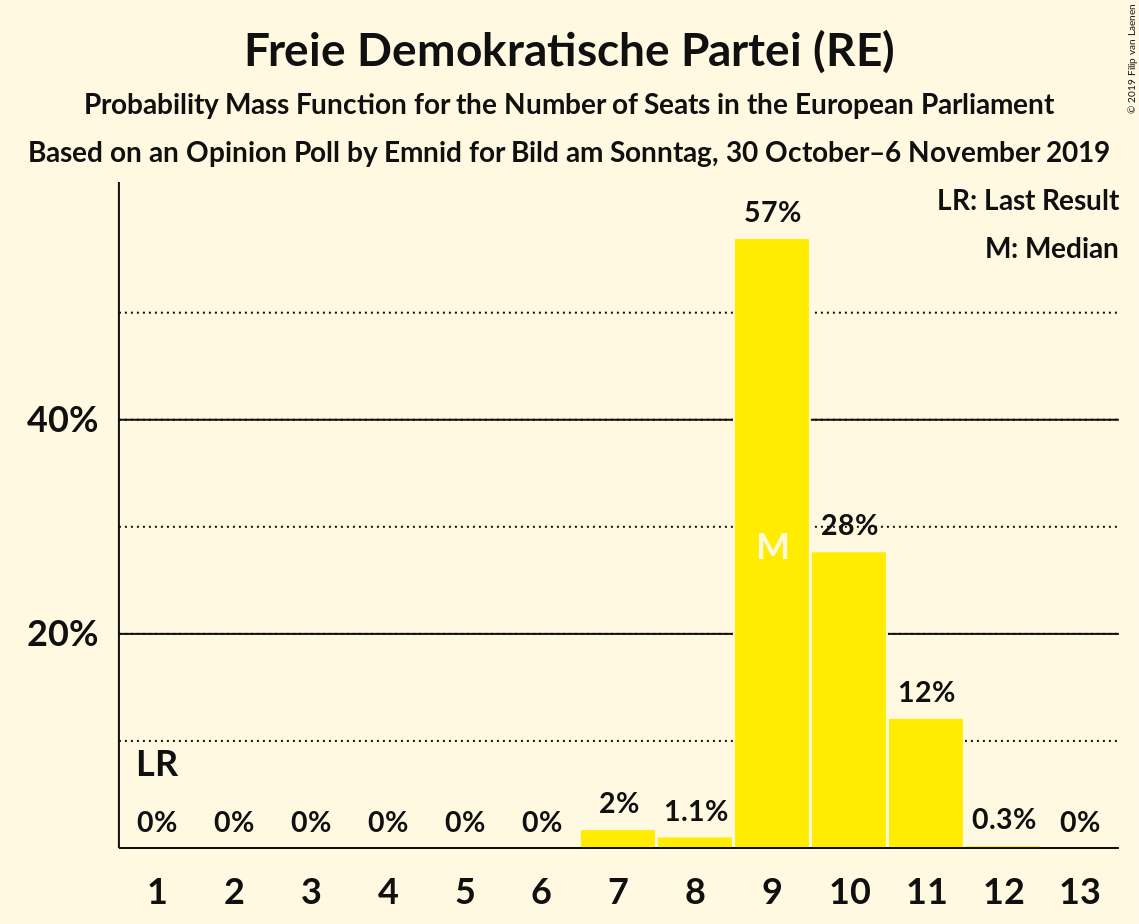 Freie Demokratische Partei (RE)
Probability Mass Function for the Number of Seats in the European Parliament
Based on an Opinion Poll by Emnid for Bild am Sonntag, 30 October–6 November 2019
© 2019 Filip van Laenen
LR: Last Result
M: Median
57%
40%
28%
M
20%
12%
LR
0% 0% 0% 0% 0% 0% 2% 1.1% 0.3% 0%
1 2 3 4 5 6 7 8 9 10 11 12 13